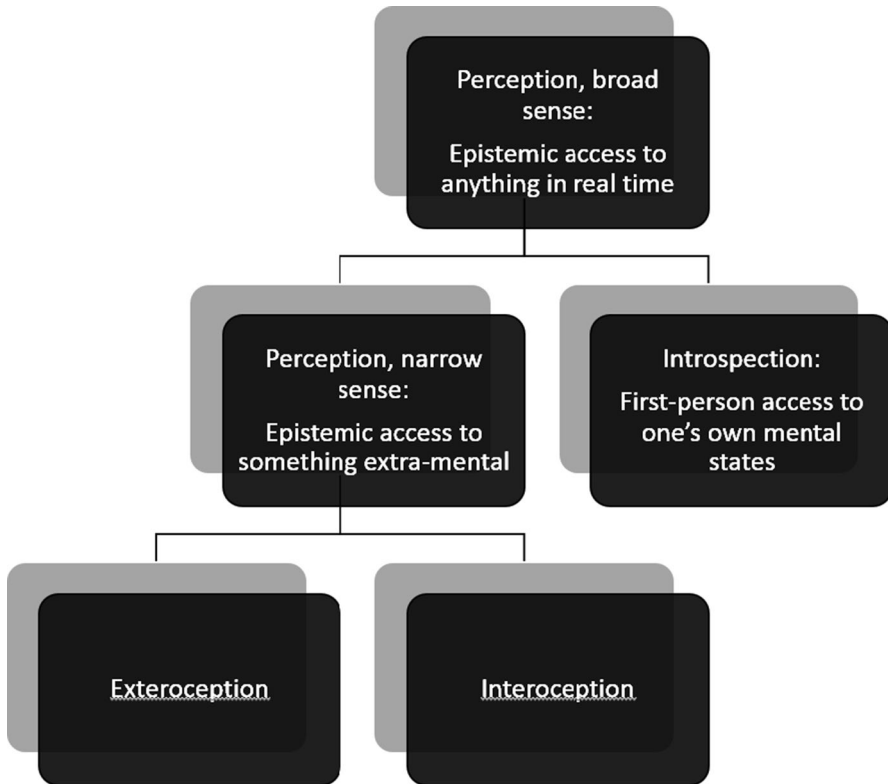 Perception, broad
sense:
Epistemic access to
anything in real time
Perception, narrow
sense:
Epistemic access to
something extra-mental
Introspection:
First-person access to
one’s own mental
states
Exteroception
Interoception